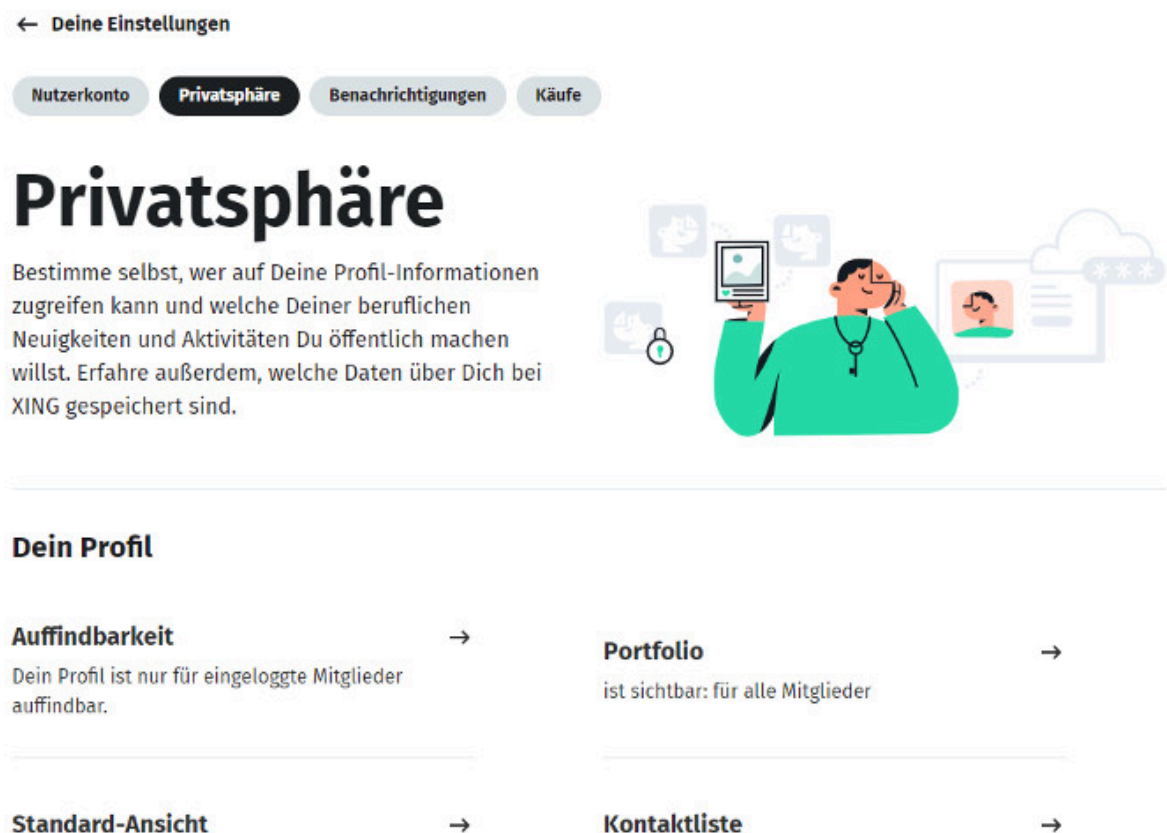 ← Deine Einstellungen
Nutzerkonto Privatsphäre Benachrichtigungen Käufe
Privatsphäre
Bestimme selbst, wer auf Deine Profil-Informationen
zugreifen kann und welche Deiner beruflichen
Neuigkeiten und Aktivitäten Du öffentlich machen
willst. Erfahre außerdem, welche Daten über Dich bei
XING gespeichert sind.
***
Dein Profil
Auffindbarkeit →
Dein Profil ist nur für eingeloggte Mitglieder
auffindbar.
Portfolio →
ist sichtbar: für alle Mitglieder
Standard-Ansicht →
Kontaktliste →